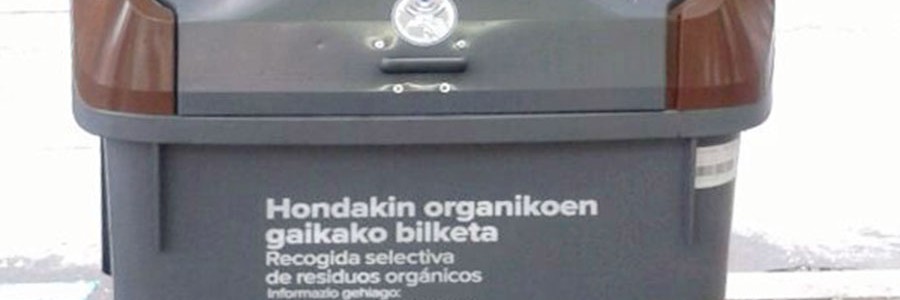 Hondakin organikoen
gaikako bilketa
Recogida selectiva
de residuos orgánicos
Informazio gehiago: